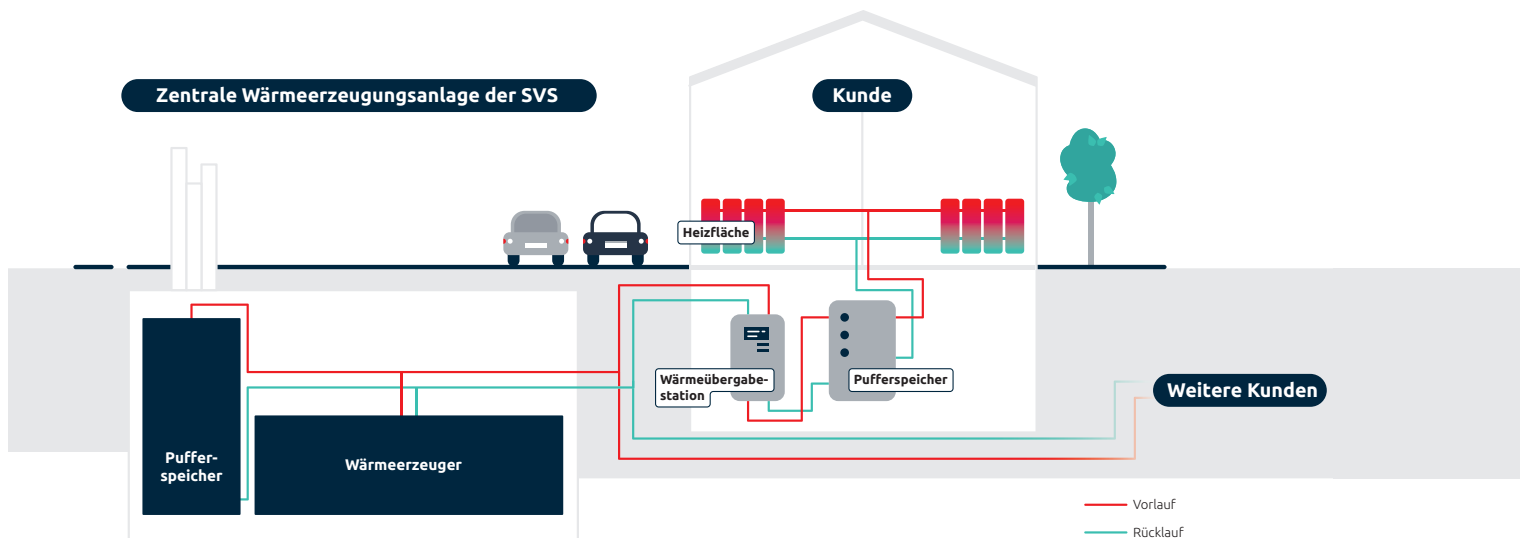 Zentrale Wärmeerzeugungsanlage der SVS
Kunde
Heizfläche
Wärmeübergabe-
station
Pufferspeicher
Weitere Kunden
Puffer-
speicher
Wärmeerzeuger
Vorlauf
Rücklauf